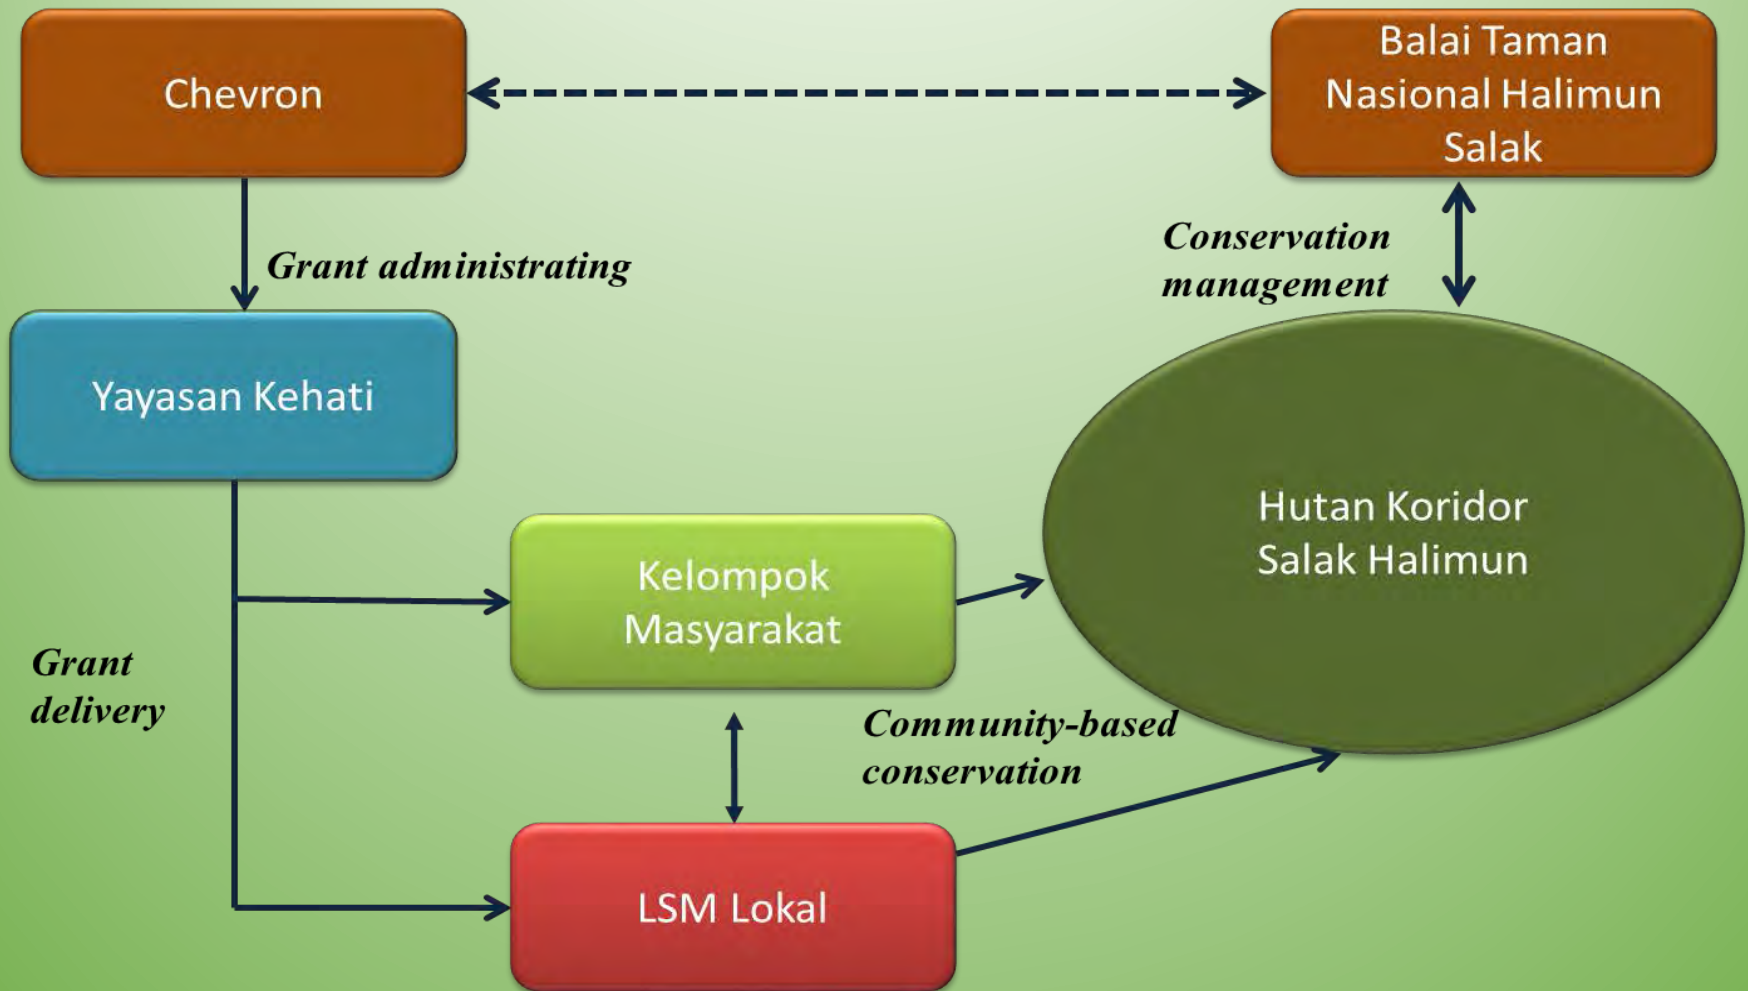 Chevron
Balai Taman
Nasional Halimun
Salak
Grant administrating
Conservation
management
Yayasan Kehati
Hutan Koridor
Salak Halimun
Kelompok
Masyarakat
Grant
delivery
Community-based
conservation
LSM Lokal